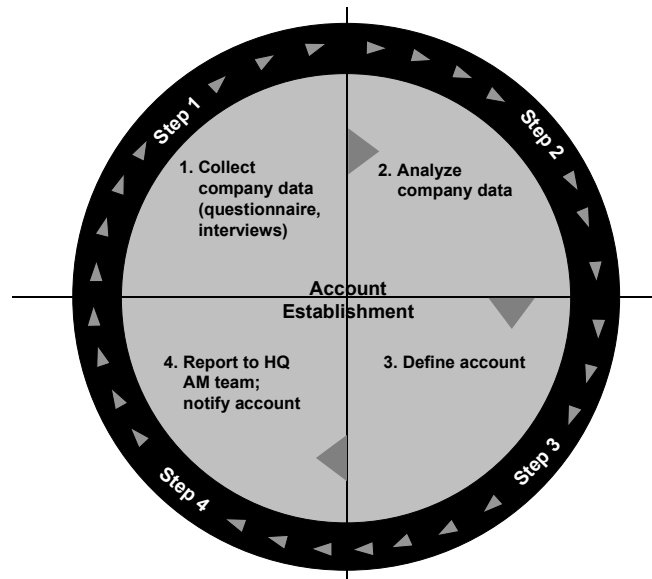 Step 1
Step 2
1. Collect
company data
(questionnaire,
interviews)
2. Analyze
company data
Account
Establishment
4. Report to HQ
AM team;
notify account
3. Define account
Step 4
Step 3